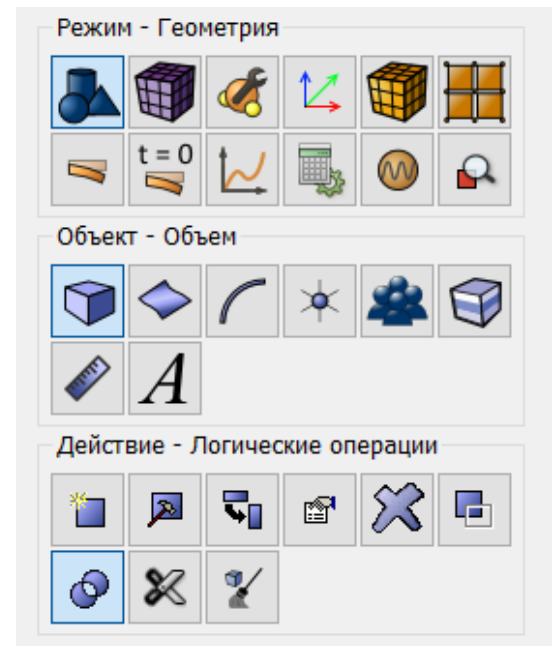 Режим - Геометрия
t = 0
Объект - Объем
A
Действие - Логические операции